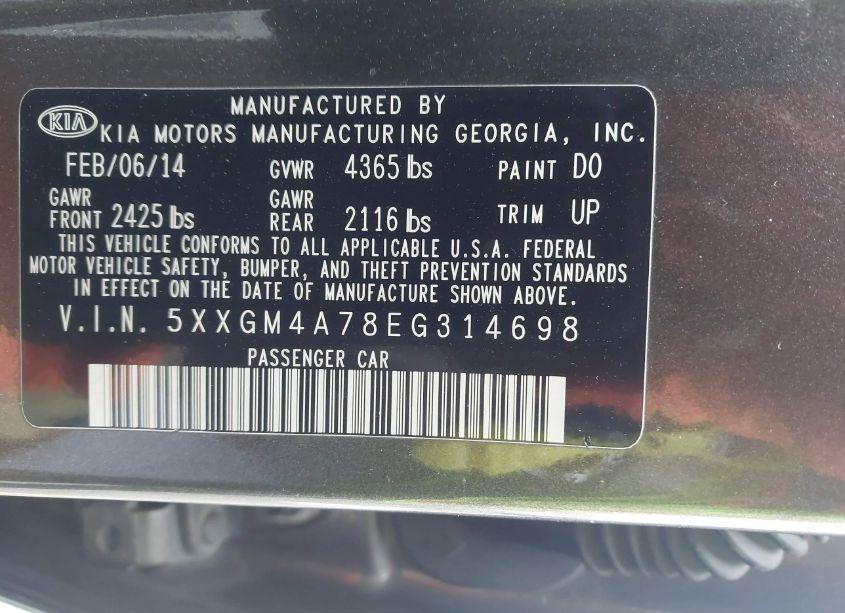 MANUFACTURED BY
KIA KIA MOTORS MANUFACTURING GEORGIA, INC.
FEB/06/14 GVWR 4365 lbs PAINT DO
GAWR FRONT 2425 lbs GAWR REAR 2116 lbs TRIM UP
THIS VEHICLE CONFORMS TO ALL APPLICABLE U.S.A. FEDERAL
MOTOR VEHICLE SAFETY, BUMPER, AND THEFT PREVENTION STANDARDS
IN EFFECT ON THE DATE OF MANUFACTURE SHOWN ABOVE.
V.I.N. 5XXGM4A78EG314698
PASSENGER CAR